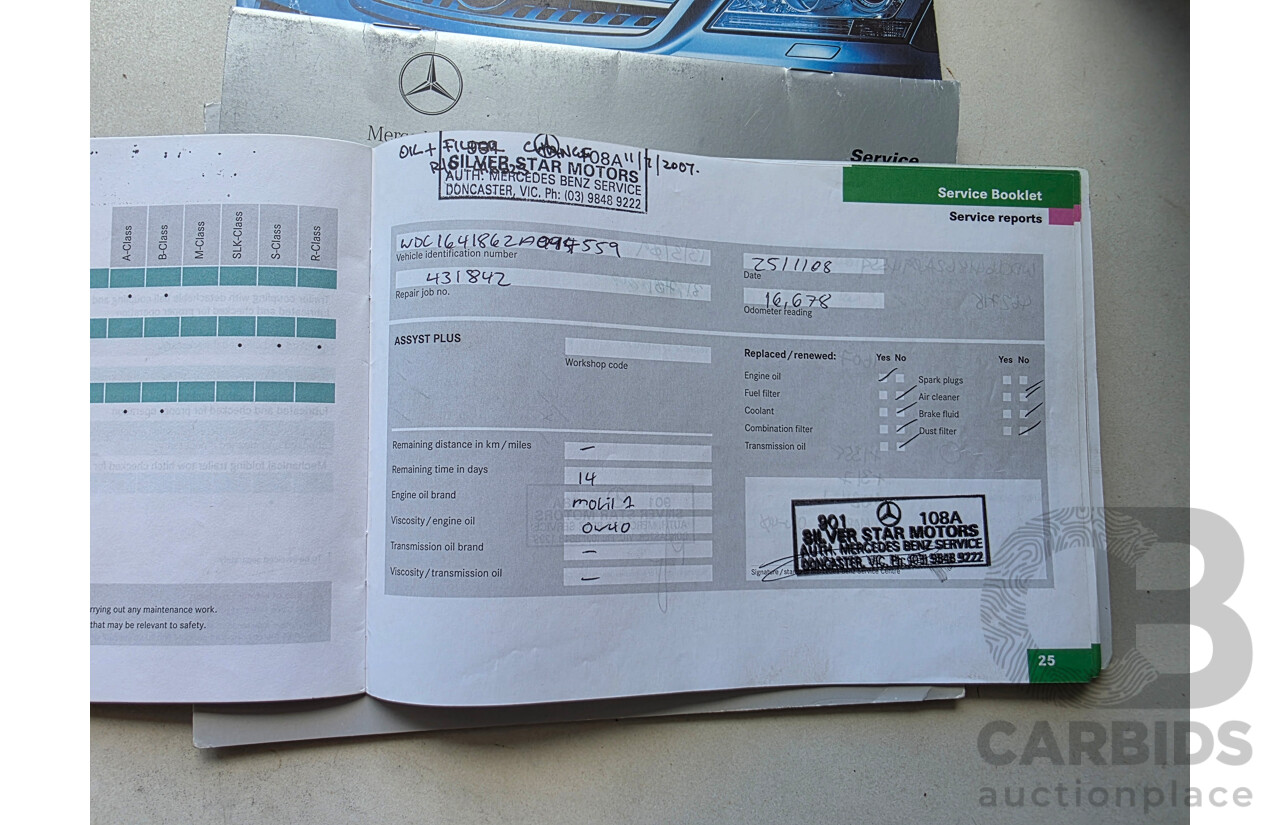 Service
OIL + FILTER CHANGE 11/7/2007.
901 108A
SILVER STAR MOTORS
AUTH: MERCEDES BENZ SERVICE
DONCASTER, VIC. Ph: (03) 9848 9222
Service Booklet
Service reports
A-Class
B-Class
M-Class
SLK-Class
S-Class
R-Class
Vehicle identification number
25/1/08
Date
431842
Repair job no.
16,678
Odometer reading
ASSYST PLUS
Workshop code
Replaced/renewed: Yes No Yes No
Engine oil Spark plugs
Fuel filter Air cleaner
Coolant Brake fluid
Combination filter Dust filter
Transmission oil
Remaining distance in km/miles –
Remaining time in days 14
Engine oil brand mobil 1
Viscosity/engine oil 0w40
Transmission oil brand –
Viscosity/transmission oil –
901 108A
SILVER STAR MOTORS
AUTH. MERCEDES BENZ SERVICE
DONCASTER, VIC. Ph: (03) 9848 9222
rrying out any maintenance work.
that may be relevant to safety.
25
CARBIDS
auctionplace